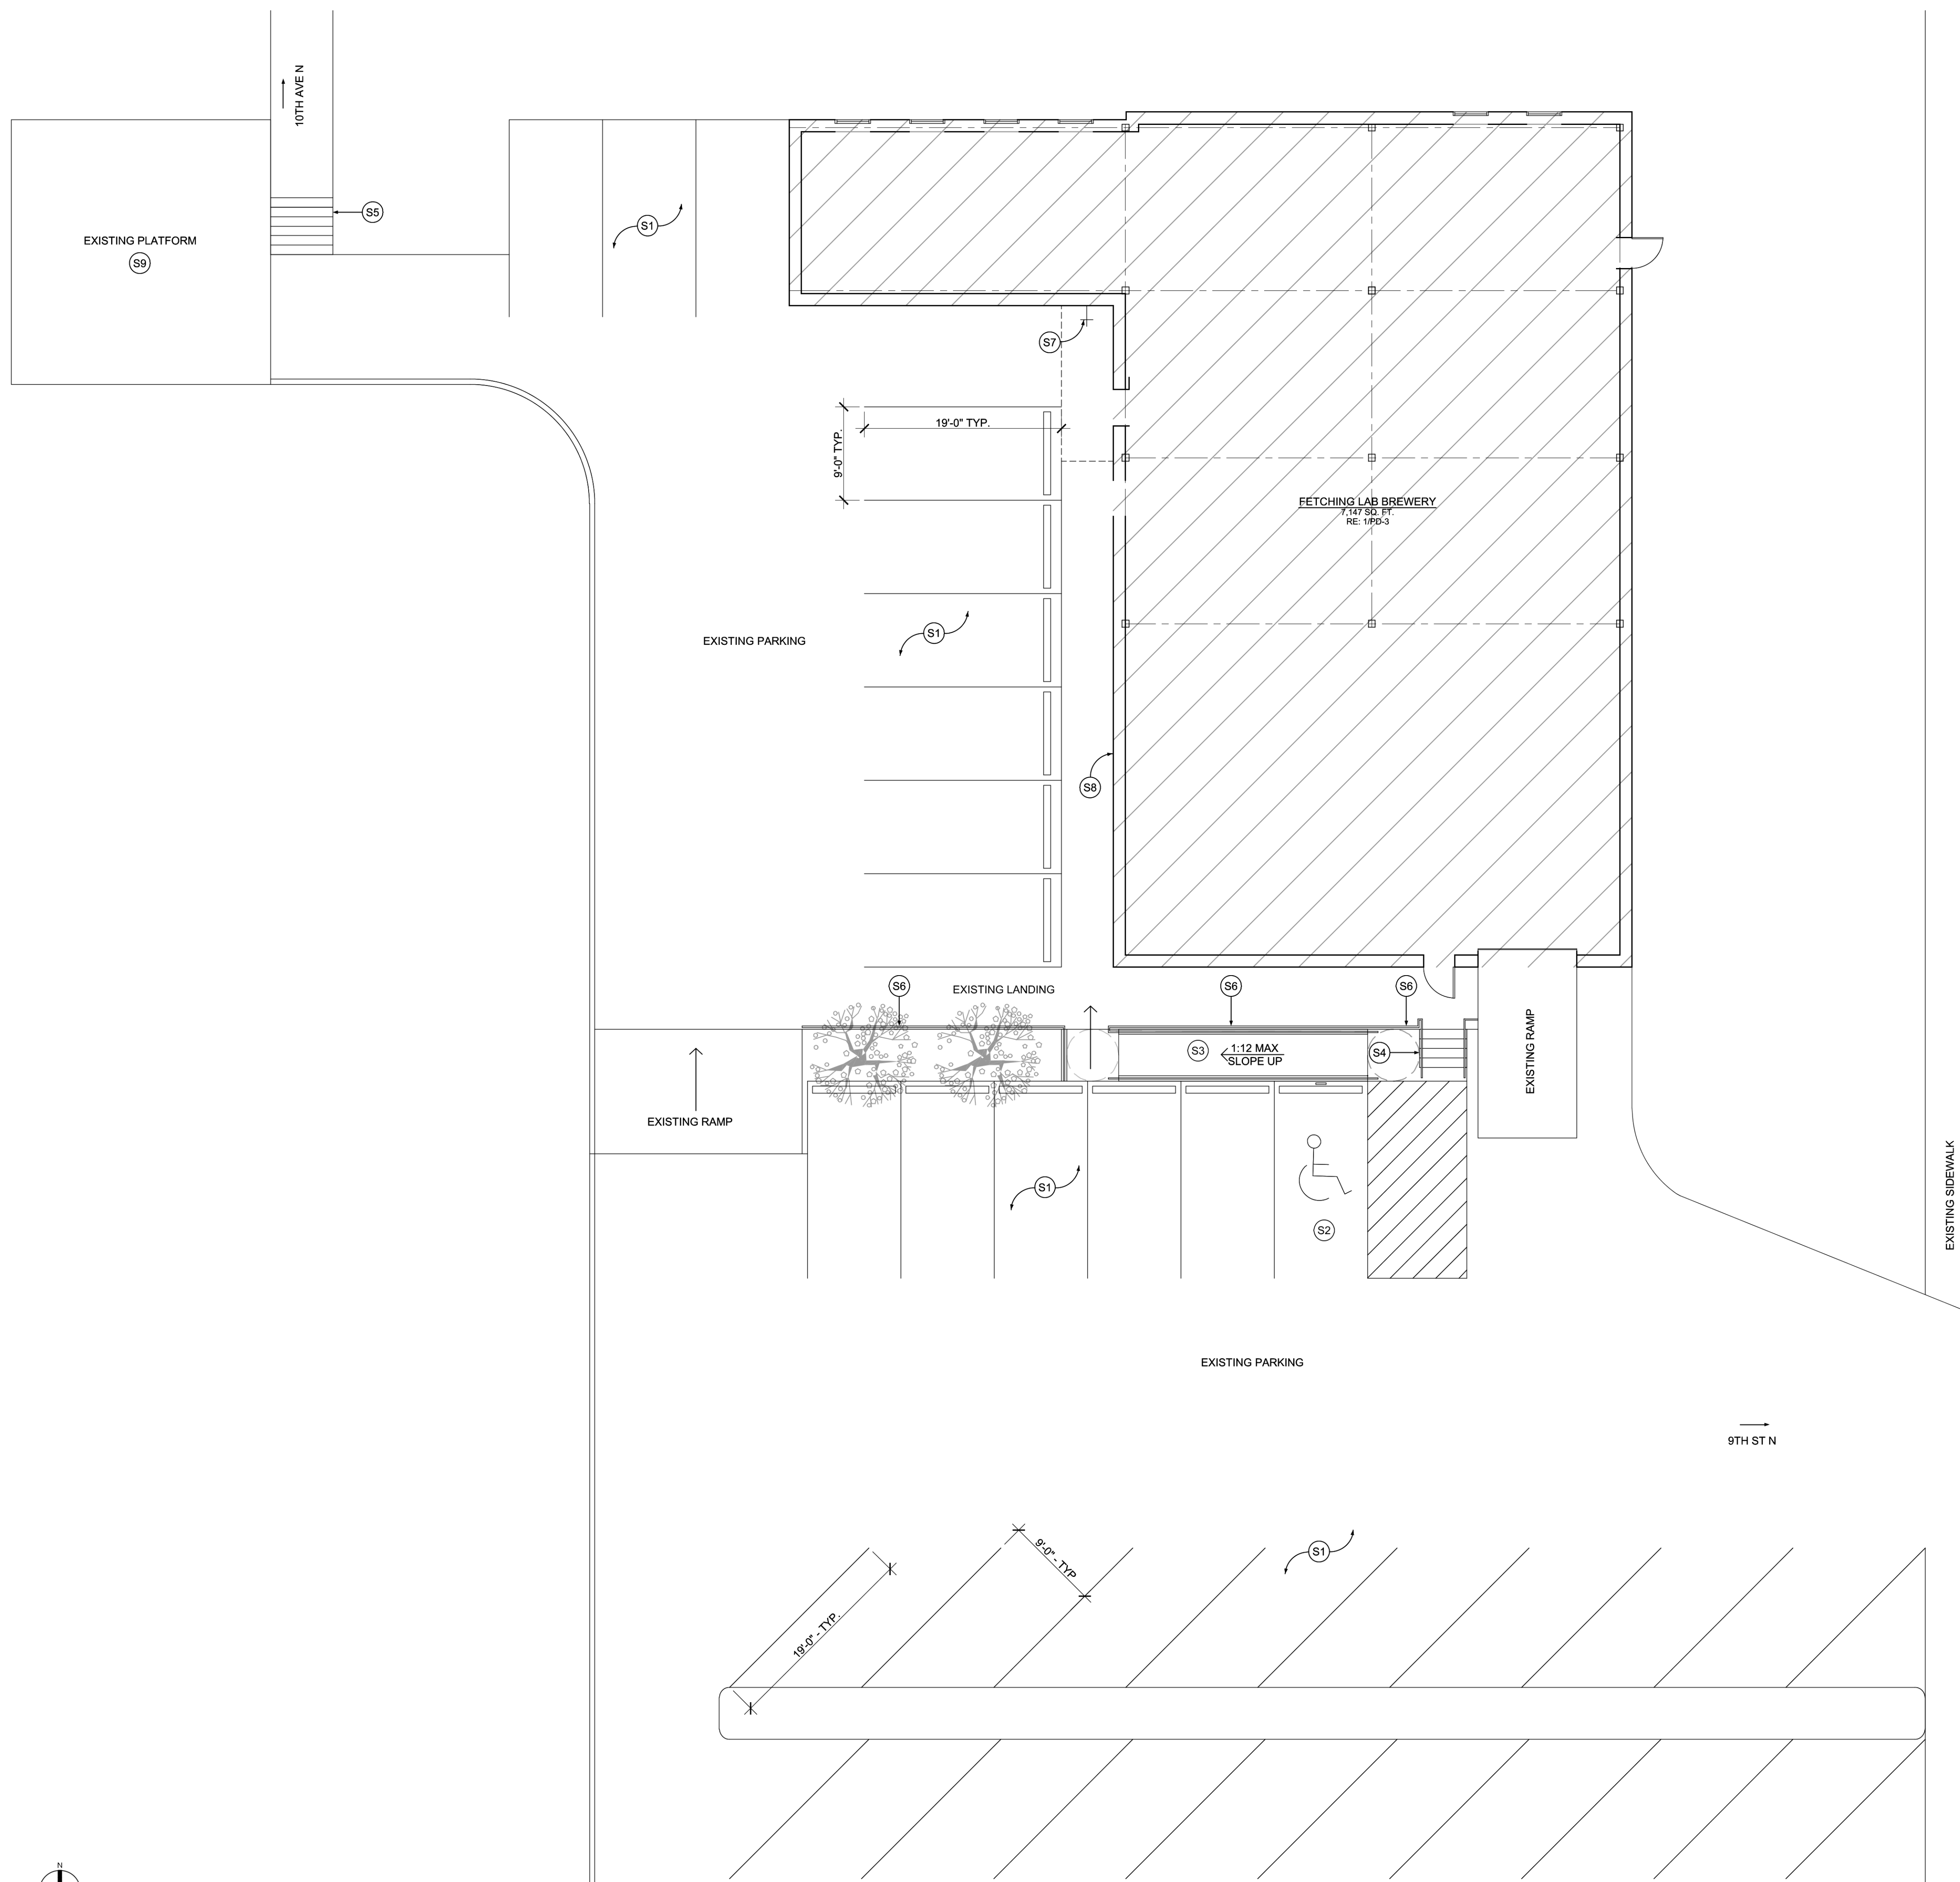 10TH AVE N
S5
S1
EXISTING PLATFORM
S9
S7
19'-0" TYP.
9'-0" TYP.
FETCHING LAB BREWERY
7,147 SQ. FT.
RE: 1/PD-3
S1
EXISTING PARKING
S8
S6
EXISTING LANDING
S6
S6
S3
1:12 MAX
SLOPE UP
S4
EXISTING RAMP
EXISTING RAMP
S1
S2
EXISTING SIDEWALK
EXISTING PARKING
9TH ST N
9'-0" - TYP
S1
19'-0" - TYP.
N